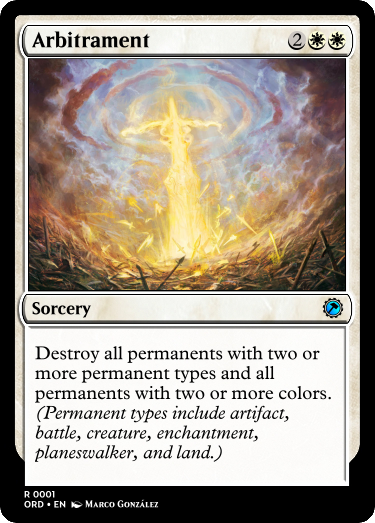 Arbitrament 2
Sorcery
Destroy all permanents with two or
more permanent types and all
permanents with two or more colors.
(Permanent types include artifact,
battle, creature, enchantment,
planeswalker, and land.)
R 0001
ORD • EN Marco González